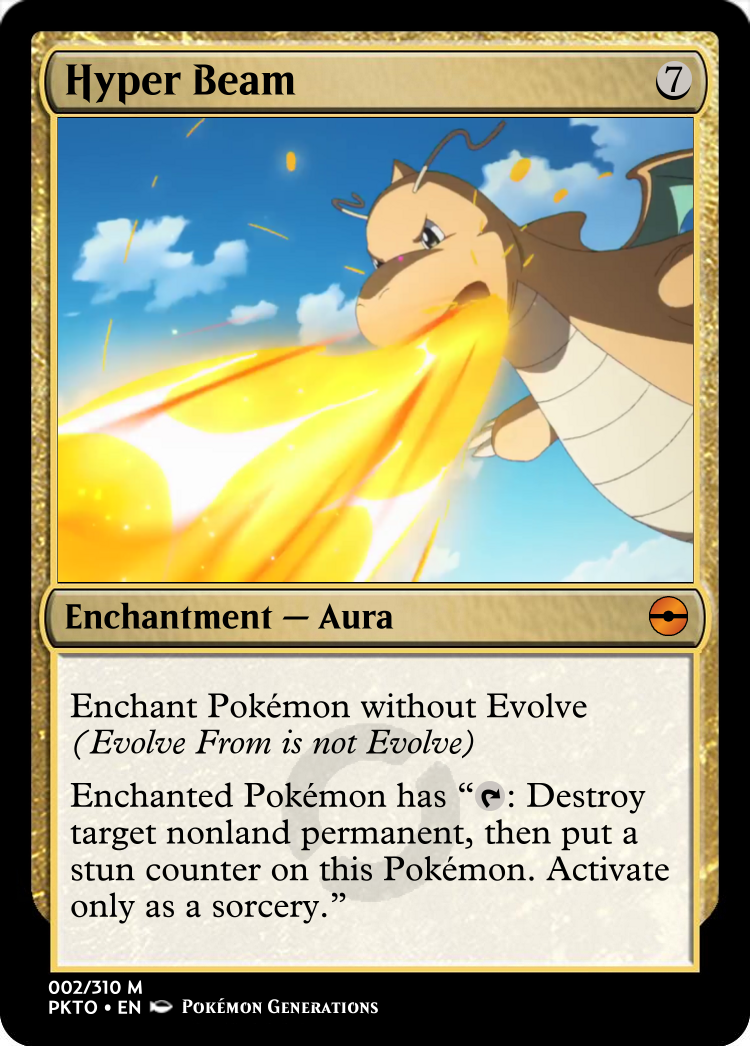 Hyper Beam
7
Enchantment — Aura
Enchant Pokémon without Evolve
(Evolve From is not Evolve)
Enchanted Pokémon has “: Destroy
target nonland permanent, then put a
stun counter on this Pokémon. Activate
only as a sorcery.”
002/310 M
PKTO • EN Pokémon Generations